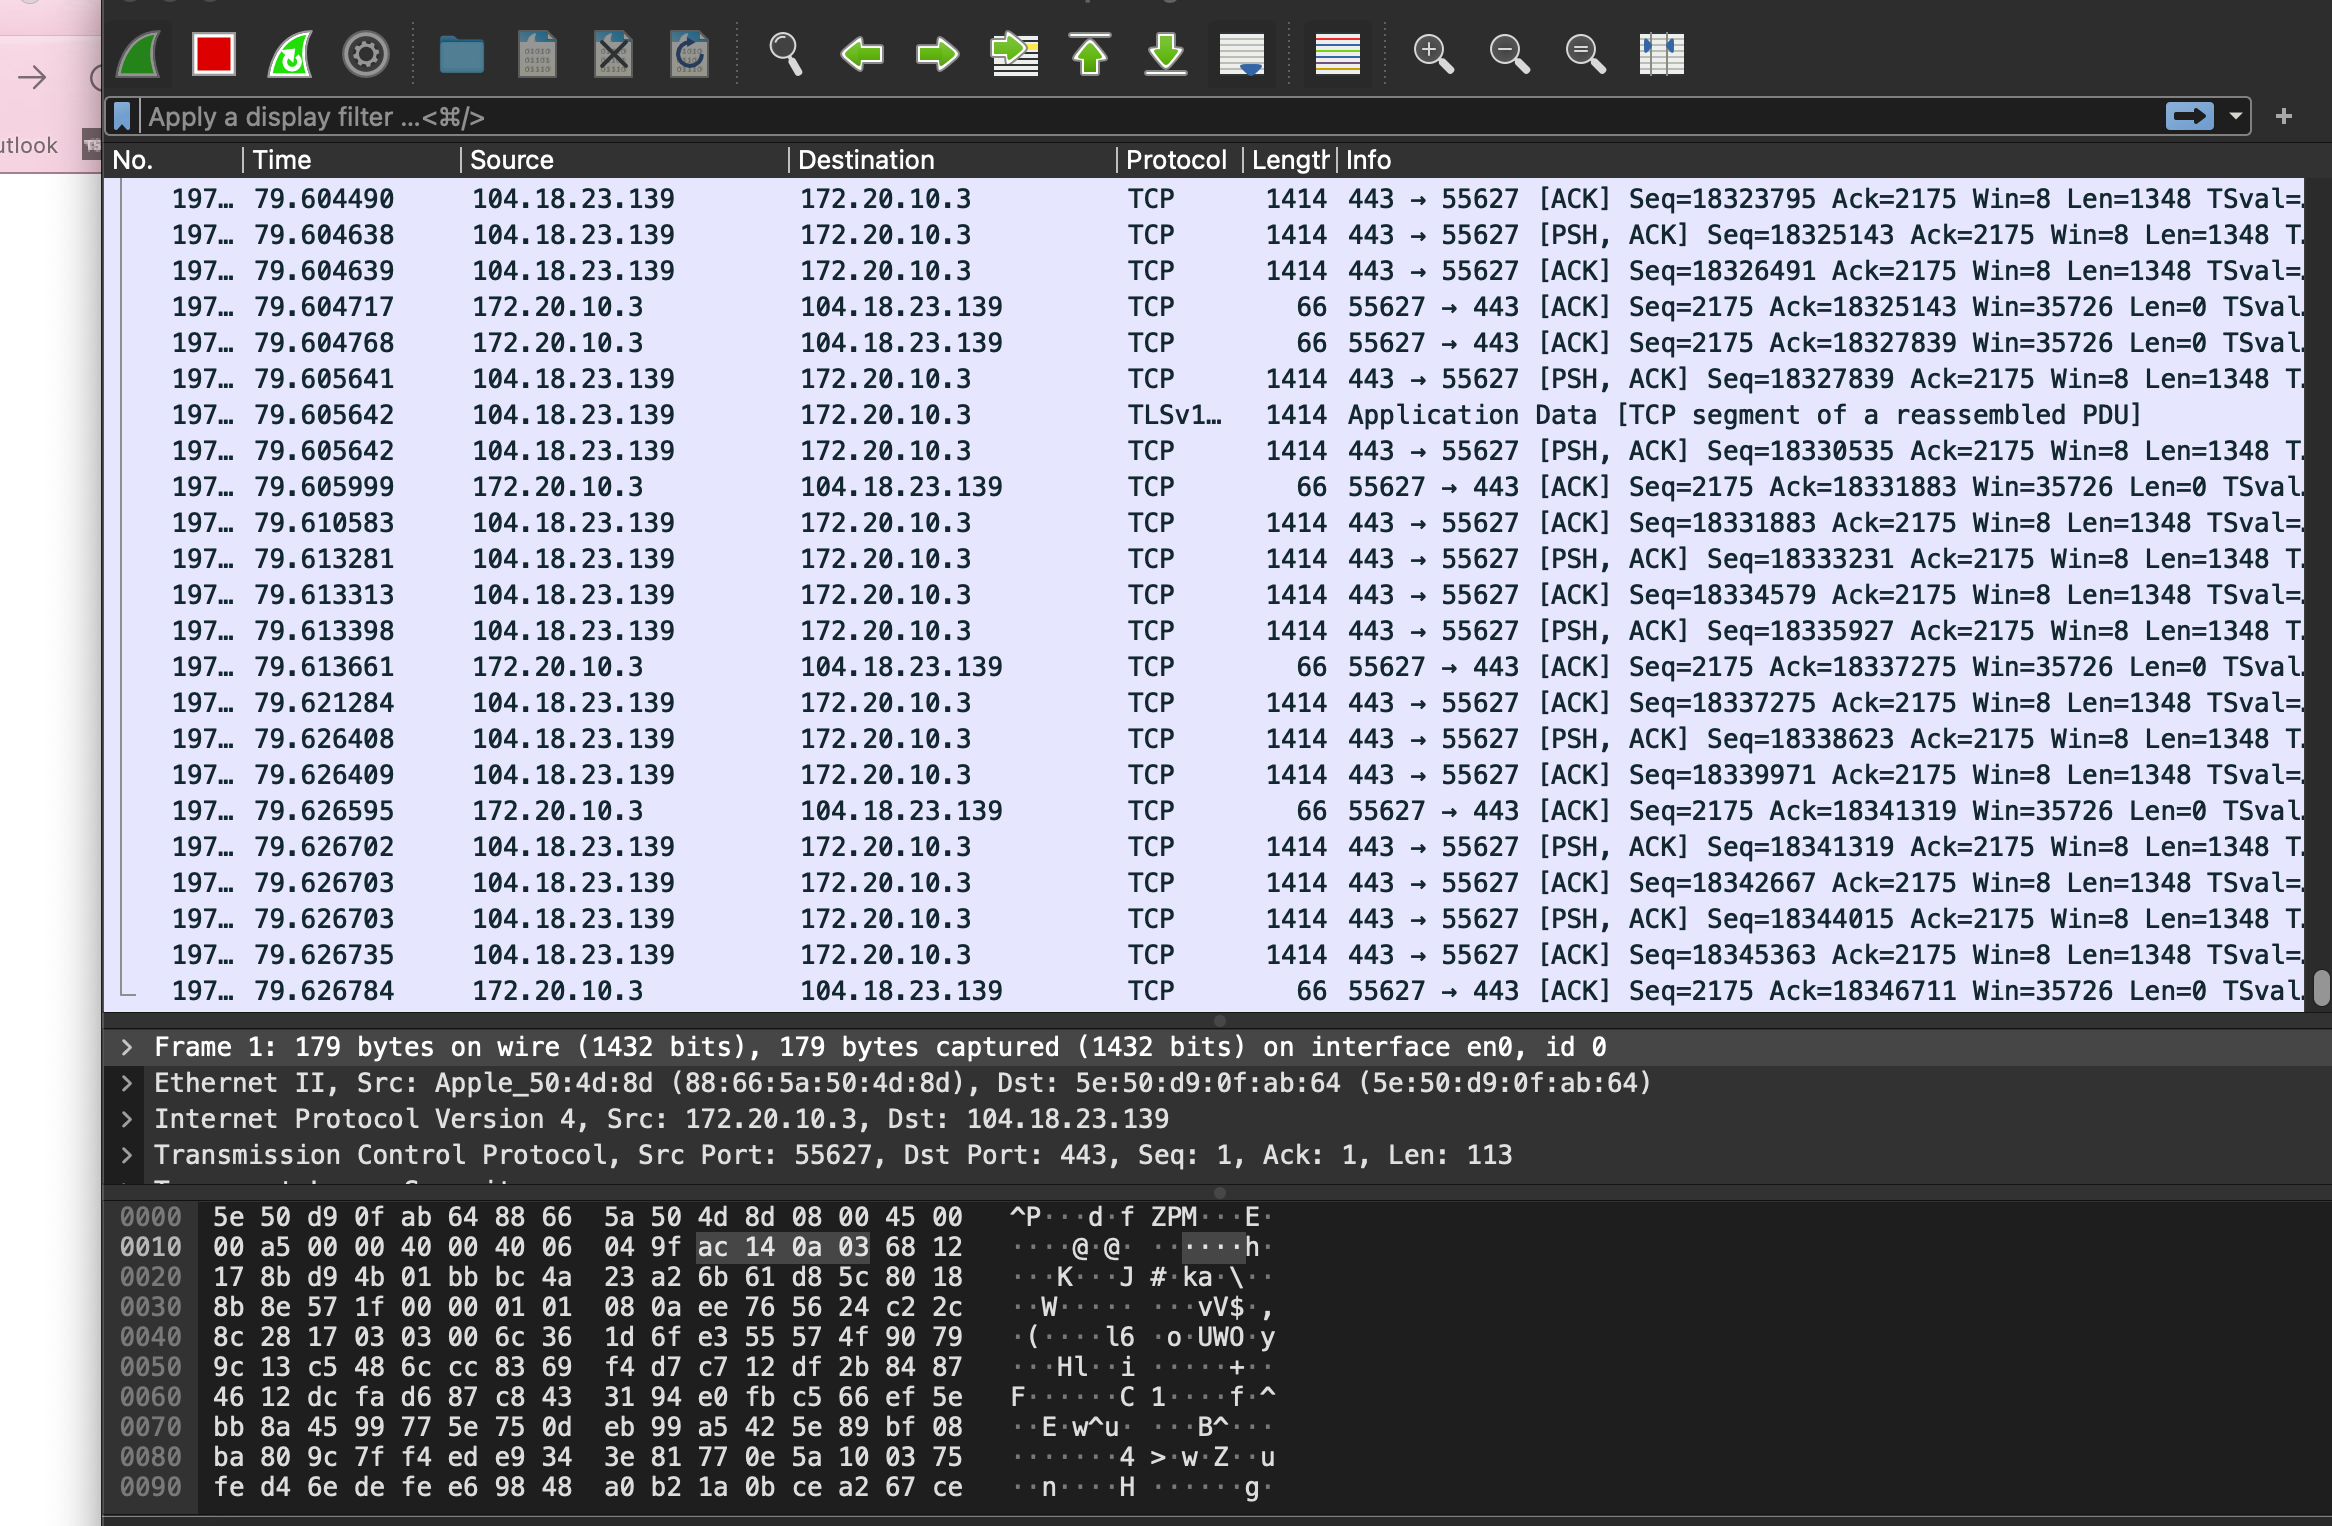 utlook
Apply a display filter ...<⌘/>
No. Time Source Destination Protocol Length Info
197… 79.604490 104.18.23.139 172.20.10.3 TCP 1414 443 → 55627 [ACK] Seq=18323795 Ack=2175 Win=8 Len=1348 TSval=…
197… 79.604638 104.18.23.139 172.20.10.3 TCP 1414 443 → 55627 [PSH, ACK] Seq=18325143 Ack=2175 Win=8 Len=1348 T…
197… 79.604639 104.18.23.139 172.20.10.3 TCP 1414 443 → 55627 [ACK] Seq=18326491 Ack=2175 Win=8 Len=1348 TSval=…
197… 79.604717 172.20.10.3 104.18.23.139 TCP 66 55627 → 443 [ACK] Seq=2175 Ack=18325143 Win=35726 Len=0 TSval…
197… 79.604768 172.20.10.3 104.18.23.139 TCP 66 55627 → 443 [ACK] Seq=2175 Ack=18327839 Win=35726 Len=0 TSval…
197… 79.605641 104.18.23.139 172.20.10.3 TCP 1414 443 → 55627 [PSH, ACK] Seq=18327839 Ack=2175 Win=8 Len=1348 T…
197… 79.605642 104.18.23.139 172.20.10.3 TLSv1… 1414 Application Data [TCP segment of a reassembled PDU]
197… 79.605642 104.18.23.139 172.20.10.3 TCP 1414 443 → 55627 [PSH, ACK] Seq=18330535 Ack=2175 Win=8 Len=1348 T…
197… 79.605999 172.20.10.3 104.18.23.139 TCP 66 55627 → 443 [ACK] Seq=2175 Ack=18331883 Win=35726 Len=0 TSval…
197… 79.610583 104.18.23.139 172.20.10.3 TCP 1414 443 → 55627 [ACK] Seq=18331883 Ack=2175 Win=8 Len=1348 TSval=…
197… 79.613281 104.18.23.139 172.20.10.3 TCP 1414 443 → 55627 [PSH, ACK] Seq=18333231 Ack=2175 Win=8 Len=1348 T…
197… 79.613313 104.18.23.139 172.20.10.3 TCP 1414 443 → 55627 [ACK] Seq=18334579 Ack=2175 Win=8 Len=1348 TSval=…
197… 79.613398 104.18.23.139 172.20.10.3 TCP 1414 443 → 55627 [PSH, ACK] Seq=18335927 Ack=2175 Win=8 Len=1348 T…
197… 79.613661 172.20.10.3 104.18.23.139 TCP 66 55627 → 443 [ACK] Seq=2175 Ack=18337275 Win=35726 Len=0 TSval…
197… 79.621284 104.18.23.139 172.20.10.3 TCP 1414 443 → 55627 [ACK] Seq=18337275 Ack=2175 Win=8 Len=1348 TSval=…
197… 79.626408 104.18.23.139 172.20.10.3 TCP 1414 443 → 55627 [PSH, ACK] Seq=18338623 Ack=2175 Win=8 Len=1348 T…
197… 79.626409 104.18.23.139 172.20.10.3 TCP 1414 443 → 55627 [ACK] Seq=18339971 Ack=2175 Win=8 Len=1348 TSval=…
197… 79.626595 172.20.10.3 104.18.23.139 TCP 66 55627 → 443 [ACK] Seq=2175 Ack=18341319 Win=35726 Len=0 TSval…
197… 79.626702 104.18.23.139 172.20.10.3 TCP 1414 443 → 55627 [PSH, ACK] Seq=18341319 Ack=2175 Win=8 Len=1348 T…
197… 79.626703 104.18.23.139 172.20.10.3 TCP 1414 443 → 55627 [ACK] Seq=18342667 Ack=2175 Win=8 Len=1348 TSval=…
197… 79.626703 104.18.23.139 172.20.10.3 TCP 1414 443 → 55627 [PSH, ACK] Seq=18344015 Ack=2175 Win=8 Len=1348 T…
197… 79.626735 104.18.23.139 172.20.10.3 TCP 1414 443 → 55627 [ACK] Seq=18345363 Ack=2175 Win=8 Len=1348 TSval=…
197… 79.626784 172.20.10.3 104.18.23.139 TCP 66 55627 → 443 [ACK] Seq=2175 Ack=18346711 Win=35726 Len=0 TSval…
Frame 1: 179 bytes on wire (1432 bits), 179 bytes captured (1432 bits) on interface en0, id 0
Ethernet II, Src: Apple_50:4d:8d (88:66:5a:50:4d:8d), Dst: 5e:50:d9:0f:ab:64 (5e:50:d9:0f:ab:64)
Internet Protocol Version 4, Src: 172.20.10.3, Dst: 104.18.23.139
Transmission Control Protocol, Src Port: 55627, Dst Port: 443, Seq: 1, Ack: 1, Len: 113
0000 5e 50 d9 0f ab 64 88 66 5a 50 4d 8d 08 00 45 00 ^P···d·f ZPM···E·
0010 00 a5 00 00 40 00 40 06 04 9f ac 14 0a 03 68 12 ····@·@· ······h·
0020 17 8b d9 4b 01 bb bc 4a 23 a2 6b 61 d8 5c 80 18 ···K···J #·ka·\··
0030 8b 8e 57 1f 00 00 01 01 08 0a ee 76 56 24 c2 2c ··W····· ···vV$·,
0040 8c 28 17 03 03 00 6c 36 1d 6f e3 55 57 4f 90 79 ·(····l6 ·o·UWO·y
0050 9c 13 c5 48 6c cc 83 69 f4 d7 c7 12 df 2b 84 87 ···Hl··i ·····+··
0060 46 12 dc fa d6 87 c8 43 31 94 e0 fb c5 66 ef 5e F······C 1····f·^
0070 bb 8a 45 99 77 5e 75 0d eb 99 a5 42 5e 89 bf 08 ··E·w^u· ···B^···
0080 ba 80 9c 7f f4 ed e9 34 3e 81 77 0e 5a 10 03 75 ·······4 >·w·Z··u
0090 fe d4 6e de fe e6 98 48 a0 b2 1a 0b ce a2 67 ce ··n····H ······g·